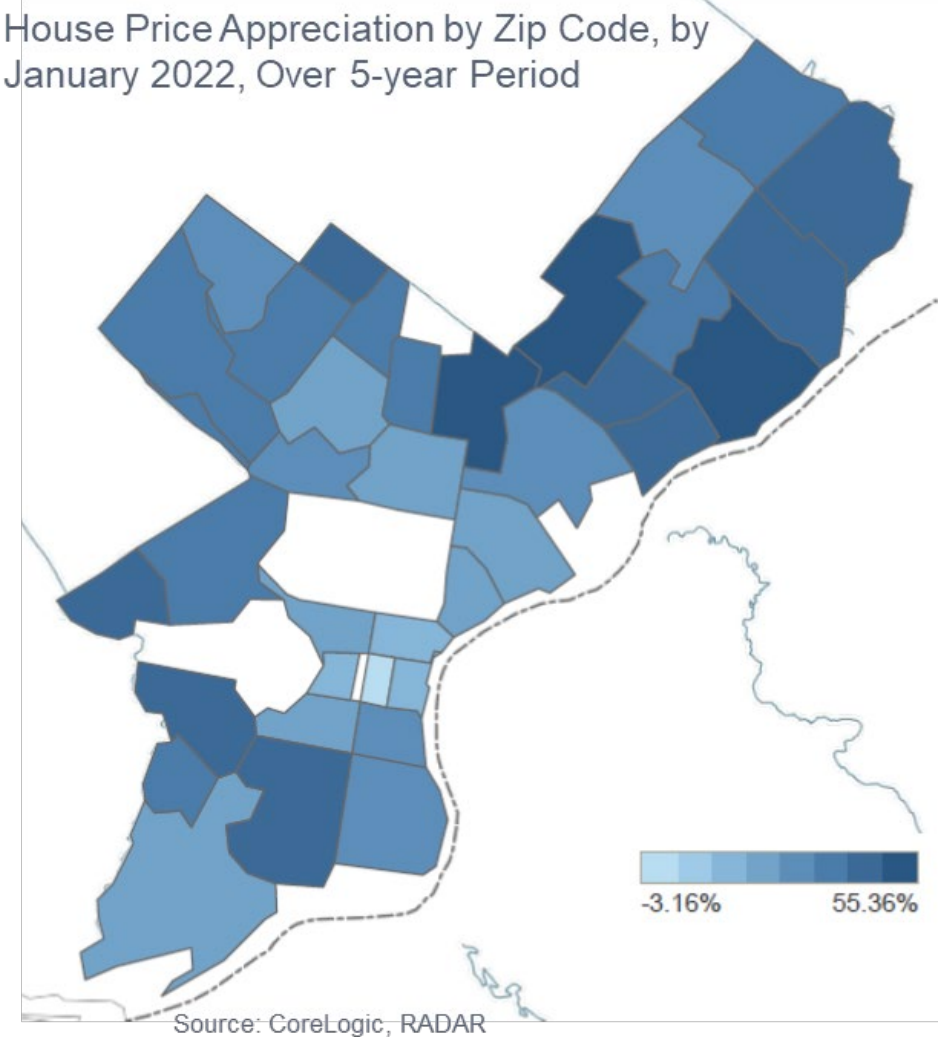 House Price Appreciation by Zip Code, by
January 2022, Over 5-year Period
-3.16% 55.36%
Source: CoreLogic, RADAR